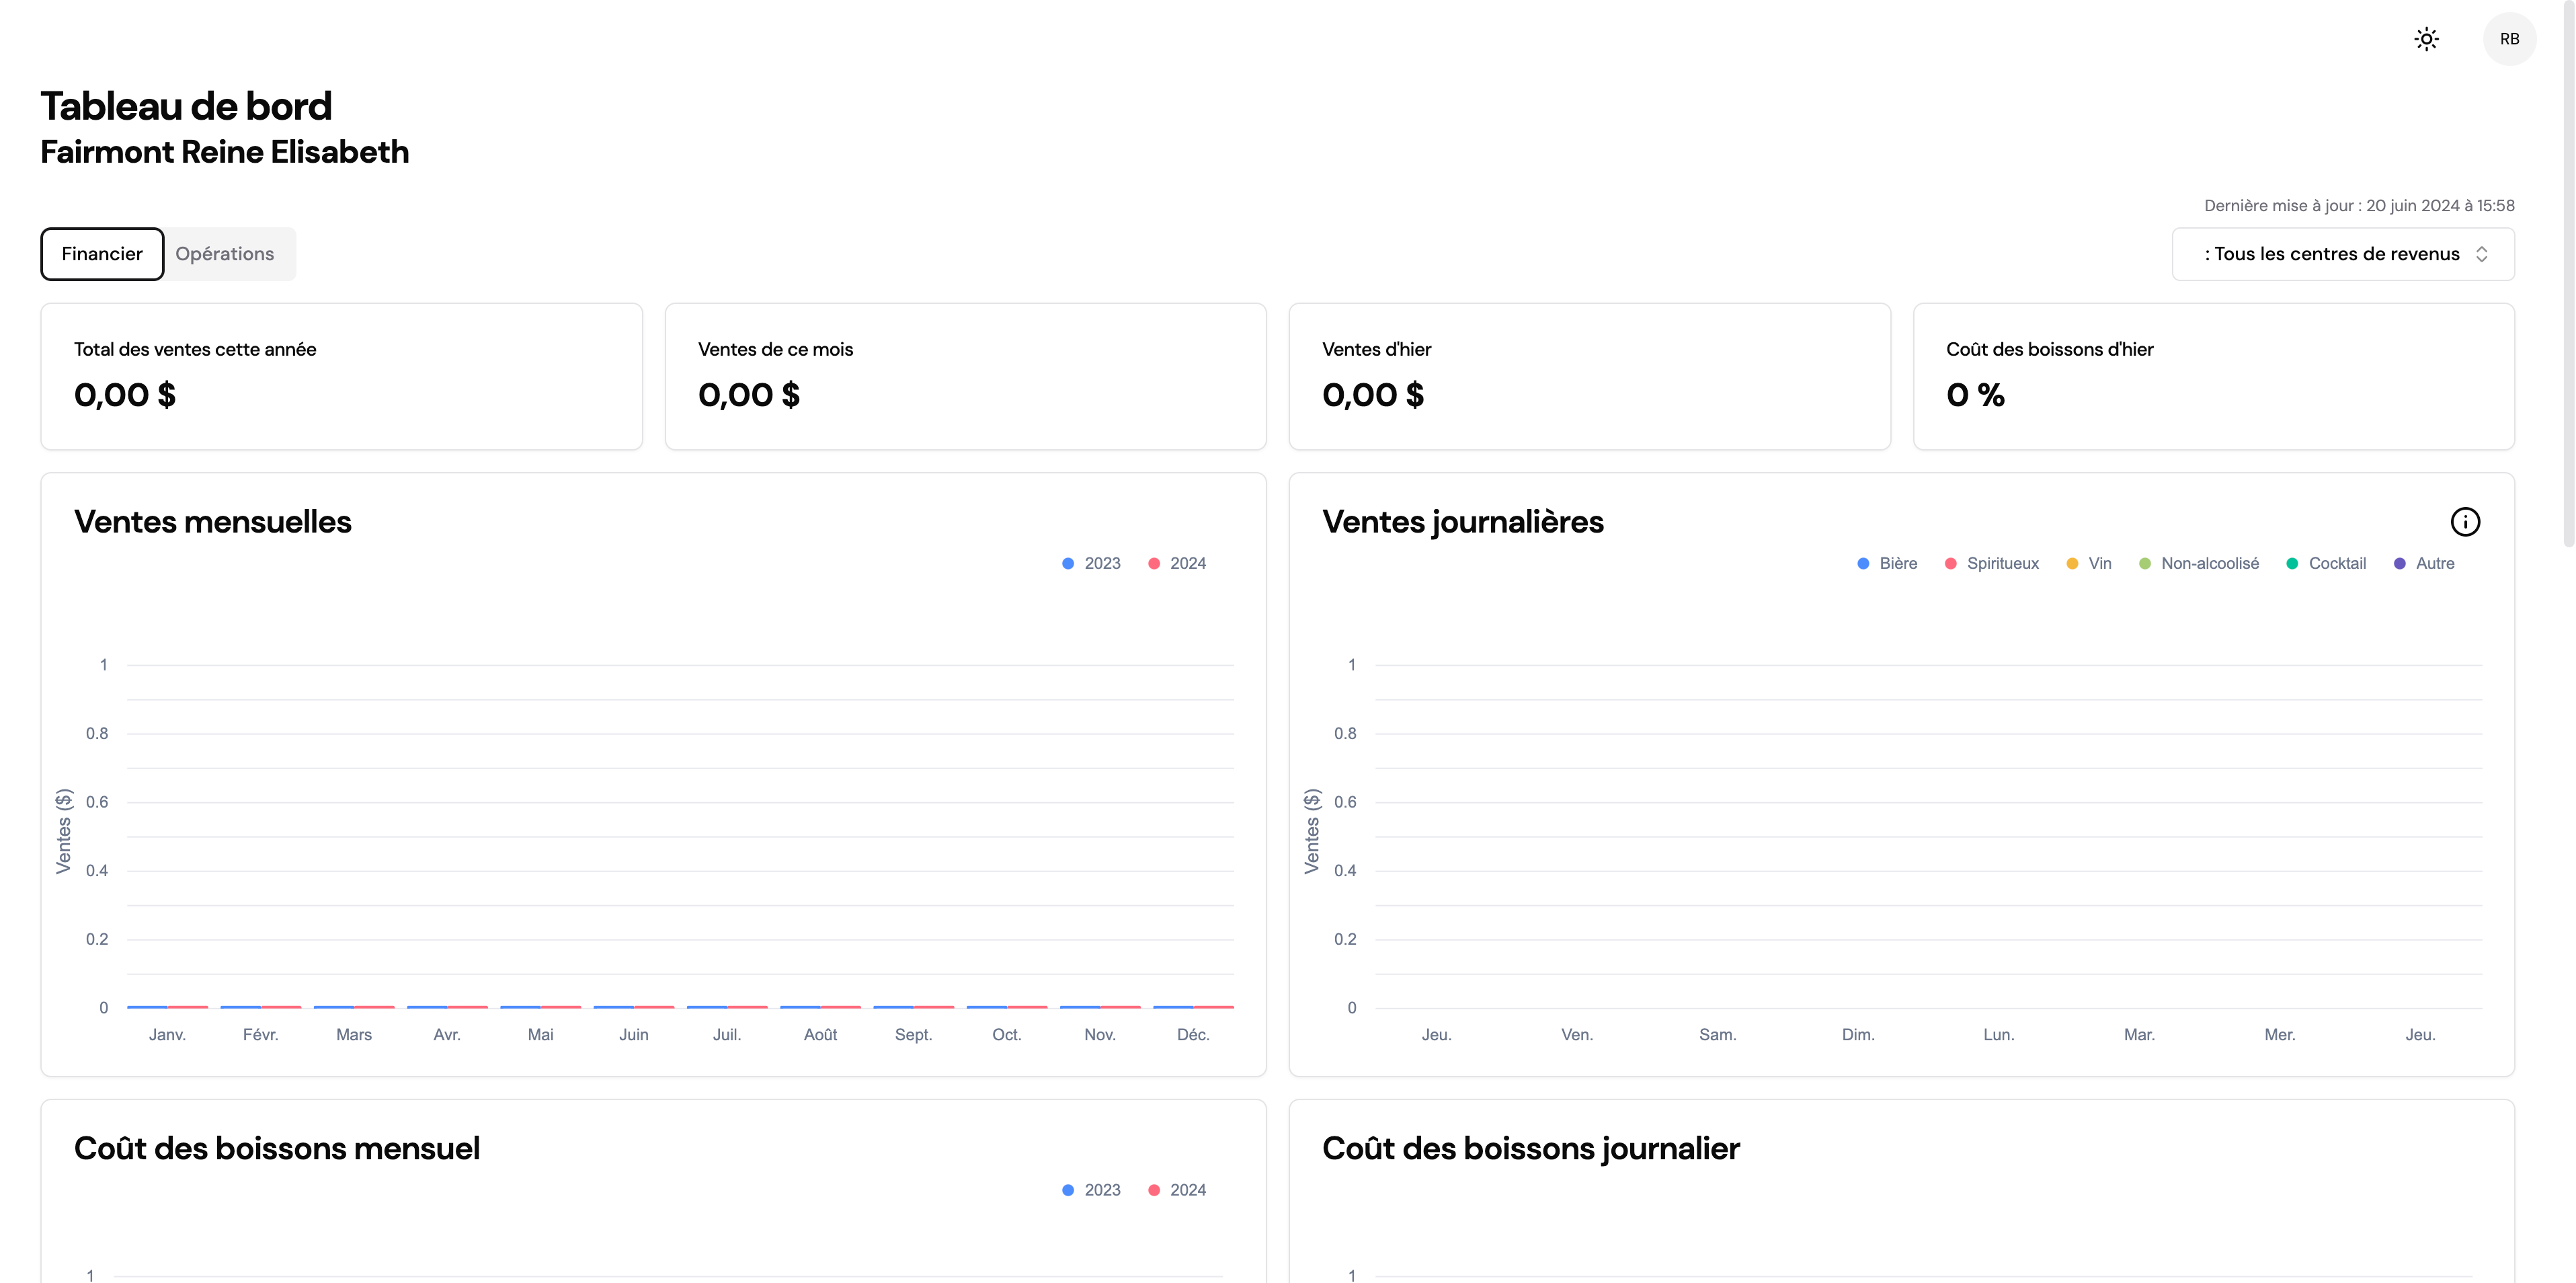 RB
Tableau de bord
Fairmont Reine Elisabeth
Dernière mise à jour : 20 juin 2024 à 15:58
Financier
Opérations
: Tous les centres de revenus
Total des ventes cette année
0,00 $
Ventes de ce mois
0,00 $
Ventes d'hier
0,00 $
Coût des boissons d'hier
0 %
Ventes mensuelles
2023 2024
Ventes ($)
1
0.8
0.6
0.4
0.2
0
Janv. Févr. Mars Avr. Mai Juin Juil. Août Sept. Oct. Nov. Déc.
Ventes journalières
Bière Spiritueux Vin Non-alcoolisé Cocktail Autre
Ventes ($)
1
0.8
0.6
0.4
0.2
0
Jeu. Ven. Sam. Dim. Lun. Mar. Mer. Jeu.
Coût des boissons mensuel
2023 2024
1
Coût des boissons journalier
1